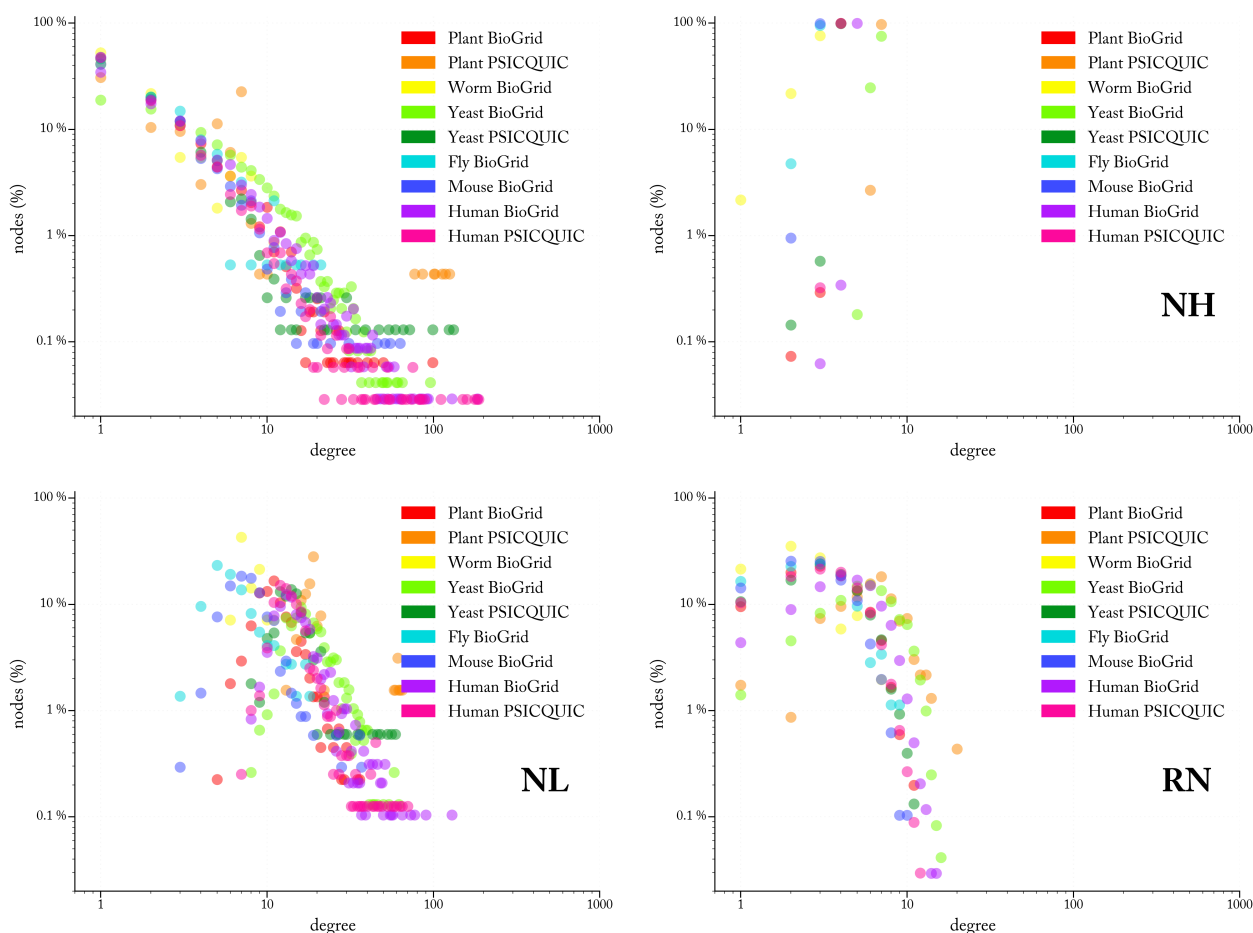 100 %
10 %
1 %
0.1 %
nodes (%)
1
10
100
1000
degree
Plant BioGrid
Plant PSICQUIC
Worm BioGrid
Yeast BioGrid
Yeast PSICQUIC
Fly BioGrid
Mouse BioGrid
Human BioGrid
Human PSICQUIC
100 %
10 %
1 %
0.1 %
nodes (%)
1
10
100
1000
degree
Plant BioGrid
Plant PSICQUIC
Worm BioGrid
Yeast BioGrid
Yeast PSICQUIC
Fly BioGrid
Mouse BioGrid
Human BioGrid
Human PSICQUIC
NH
100 %
10 %
1 %
0.1 %
nodes (%)
1
10
100
1000
degree
Plant BioGrid
Plant PSICQUIC
Worm BioGrid
Yeast BioGrid
Yeast PSICQUIC
Fly BioGrid
Mouse BioGrid
Human BioGrid
Human PSICQUIC
NL
100 %
10 %
1 %
0.1 %
nodes (%)
1
10
100
1000
degree
Plant BioGrid
Plant PSICQUIC
Worm BioGrid
Yeast BioGrid
Yeast PSICQUIC
Fly BioGrid
Mouse BioGrid
Human BioGrid
Human PSICQUIC
RN